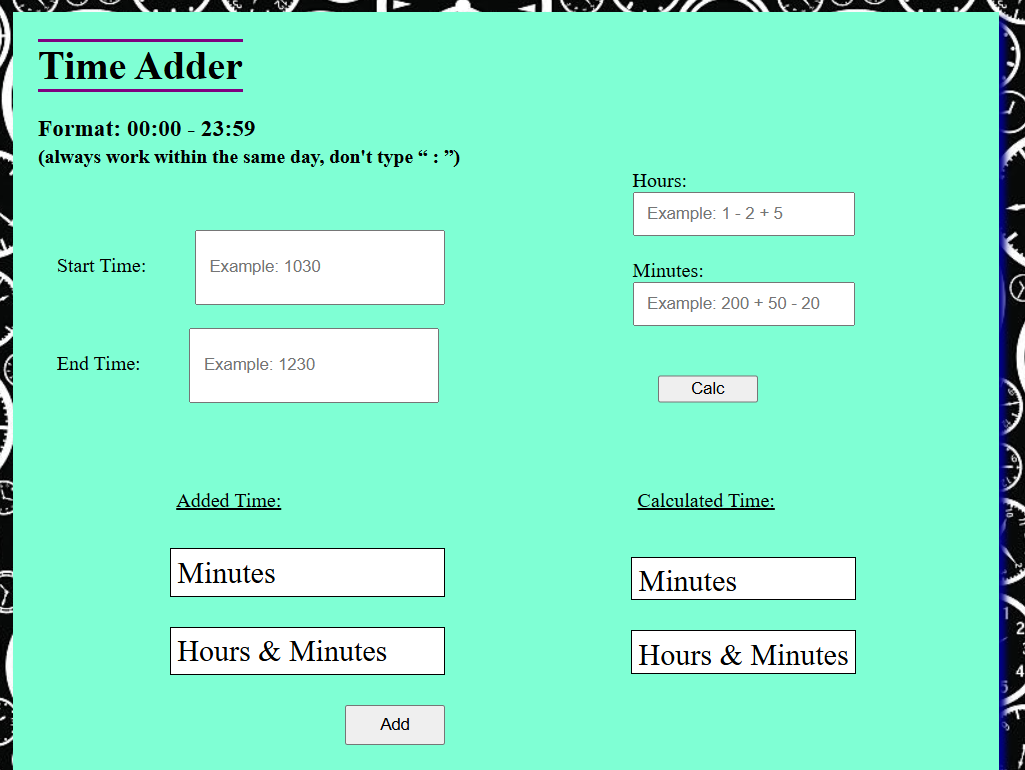 Time Adder
Format: 00:00 - 23:59
(always work within the same day, don't type “ : ”)
Start Time:
Example: 1030
End Time:
Example: 1230
Hours:
Example: 1 - 2 + 5
Minutes:
Example: 200 + 50 - 20
Calc
Added Time:
Minutes
Hours & Minutes
Add
Calculated Time:
Minutes
Hours & Minutes